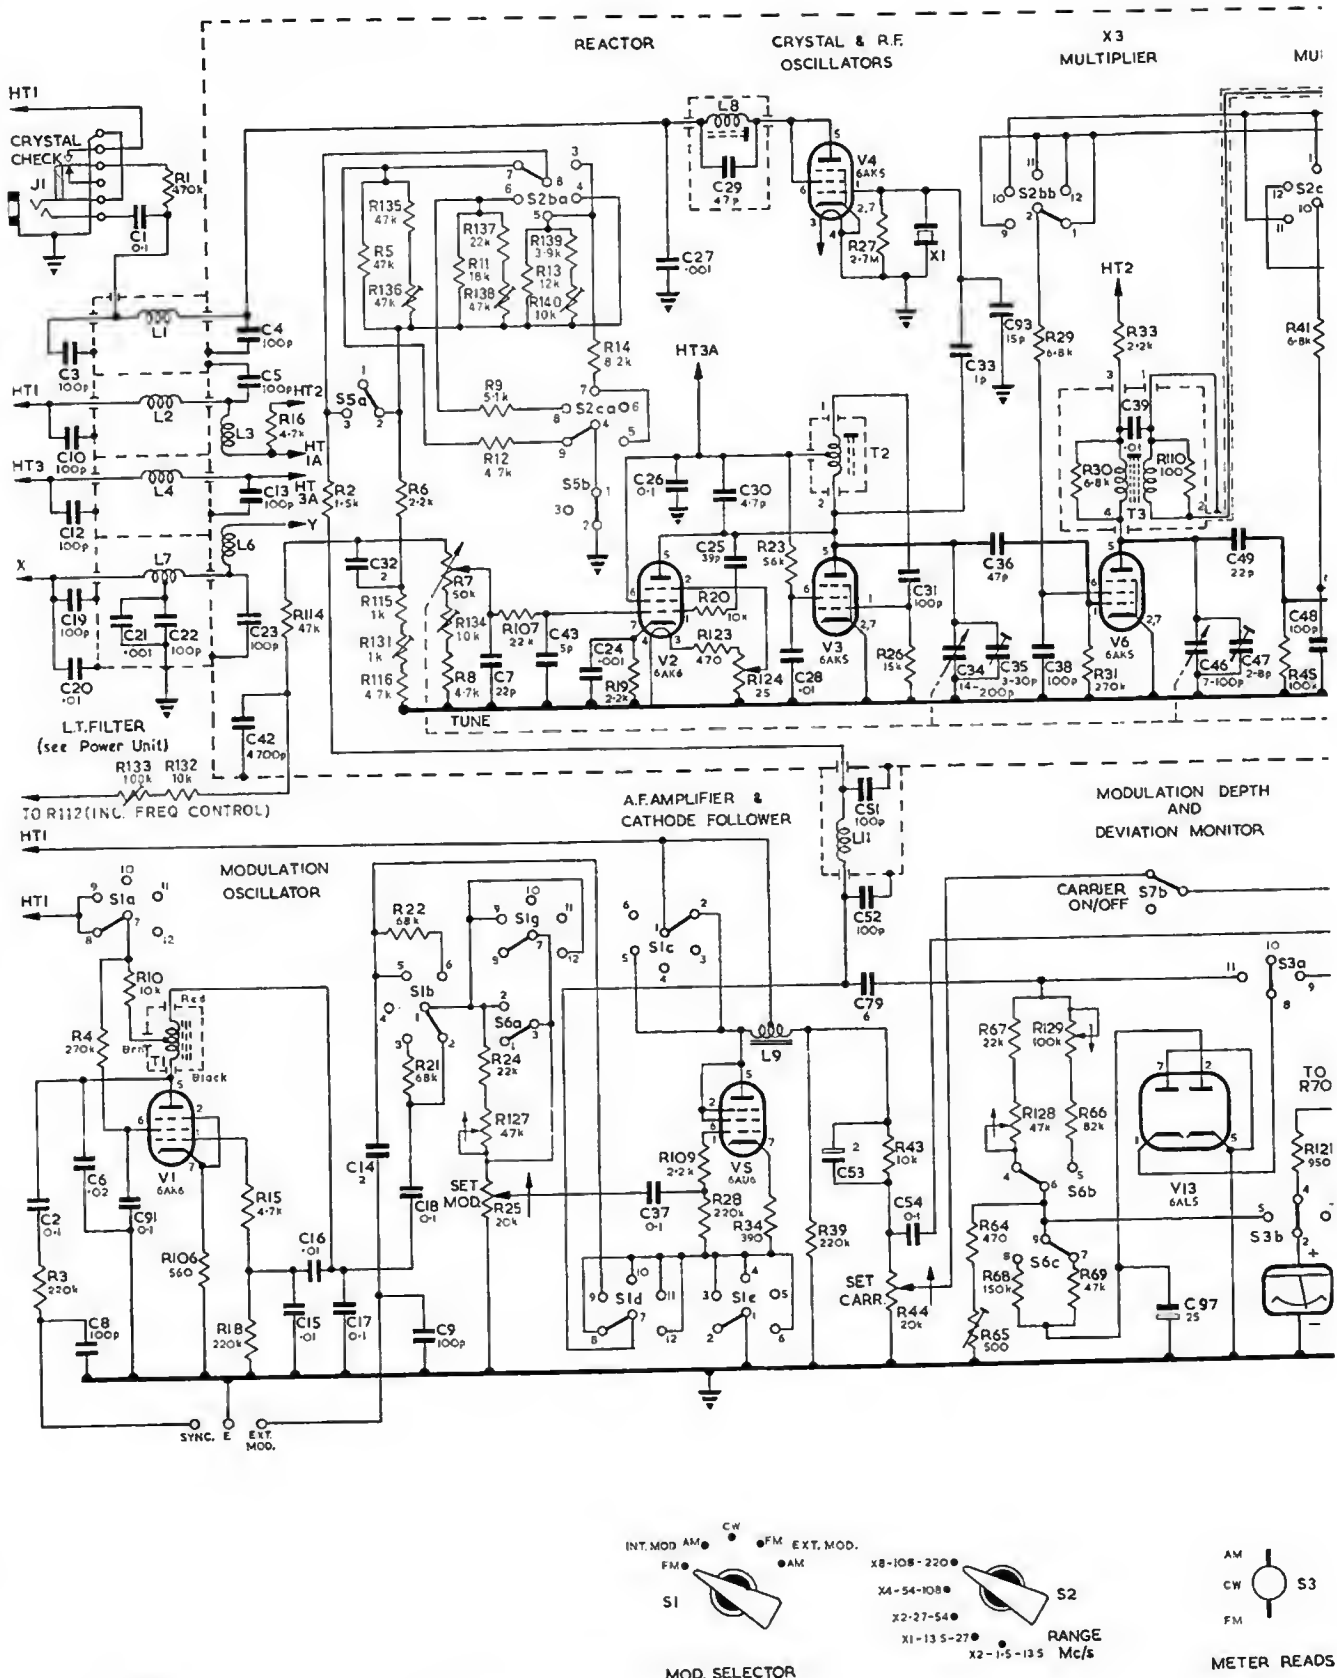 REACTOR
CRYSTAL & R.F. OSCILLATORS
X3 MULTIPLIER
HT1
CRYSTAL CHECK
J1
R1 470k
C1 0·1
L1
C3 100p
C4 100p
C5 100p
HT1
L2
HT2
R16 4·7k
L3
HT 1A
C10 100p
HT3
L4
HT 3A
C13 100p
C12 100p
L6
Y
X
L7
C19 100p
C21 ·001
C22 100p
C23 100p
C20 ·01
L.T. FILTER
(see Power Unit)
C42 4700p
R133 100k
R132 10k
TO R112 (INC. FREQ CONTROL)
R114 47k
R135 47k
R5 47k
R136 47k
R137 22k
R11 18k
R138 47k
R139 3·9k
R13 12k
R140 10k
S2ba
R14 8·2k
R9 5·1k
S2ca
R12 4·7k
S5a
S5b
R2 1·5k
R6 2·2k
C32 2
R115 1k
R131 1k
R116 4·7k
R7 50k
R134 10k
R8 4·7k
TUNE
C7 22p
R107 22k
C43 5p
C24 ·001
R19 2·2k
V2 6AK6
R123 470
R124 25
R20 10k
C25 39p
C26 0·1
C30 4·7p
HT3A
L8
C29 47p
C27 ·001
V4 6AK5
R27 2·7M
X1
C93 15p
C33 1p
T2
R23 56k
C28 ·01
V3 6AK5
C31 100p
R26 15k
C34 14-200p
C35 3-30p
C36 47p
C38 100p
R29 6·8k
S2bb
HT2
R33 2·2k
C39 ·01
R30 6·8k
R110 100
T3
V6 6AK5
R31 270k
C46 7-100p
C47 2-8p
C49 22p
C48 100p
R45 100k
R41 6·8k
A.F. AMPLIFIER & CATHODE FOLLOWER
MODULATION DEPTH AND DEVIATION MONITOR
HT1
MODULATION OSCILLATOR
HT1
S1a
R10 10k
R4 270k
Red
Brn
T1
Black
V1 6AK6
C6 ·02
C2 0·1
C91 0·1
R3 220k
C8 100p
R106 560
R15 4·7k
R18 220k
C16 ·01
C15 ·01
C17 0·1
C9 100p
SYNC. E EXT. MOD.
R22 68k
S1b
R21 68k
C14 2
C18 0·1
S1g
S6a
R24 22k
R127 47k
SET MOD.
R25 20k
C37 0·1
S1c
C51 100p
L11
C52 100p
C79 6
L9
V5 6AU6
R109 2·2k
R28 220k
R34 390
S1d
S1e
R39 220k
C53 2
R43 10k
C54 0·1
SET CARR.
R44 20k
CARRIER ON/OFF
S7b
R67 22k
R129 100k
R128 47k
R66 82k
S6b
R64 470
S6c
R68 150k
R69 47k
R65 500
V13 6AL5
C97 25
S3a
S3b
TO R70
R121 950
INT. MOD AM CW FM EXT. MOD.
FM AM
S1
MOD. SELECTOR
X8-108-220
X4-54-108
X2-27-54
X1-13·5-27
X2-1·5-13·5
S2
RANGE Mc/s
AM
CW
FM
S3
METER READS